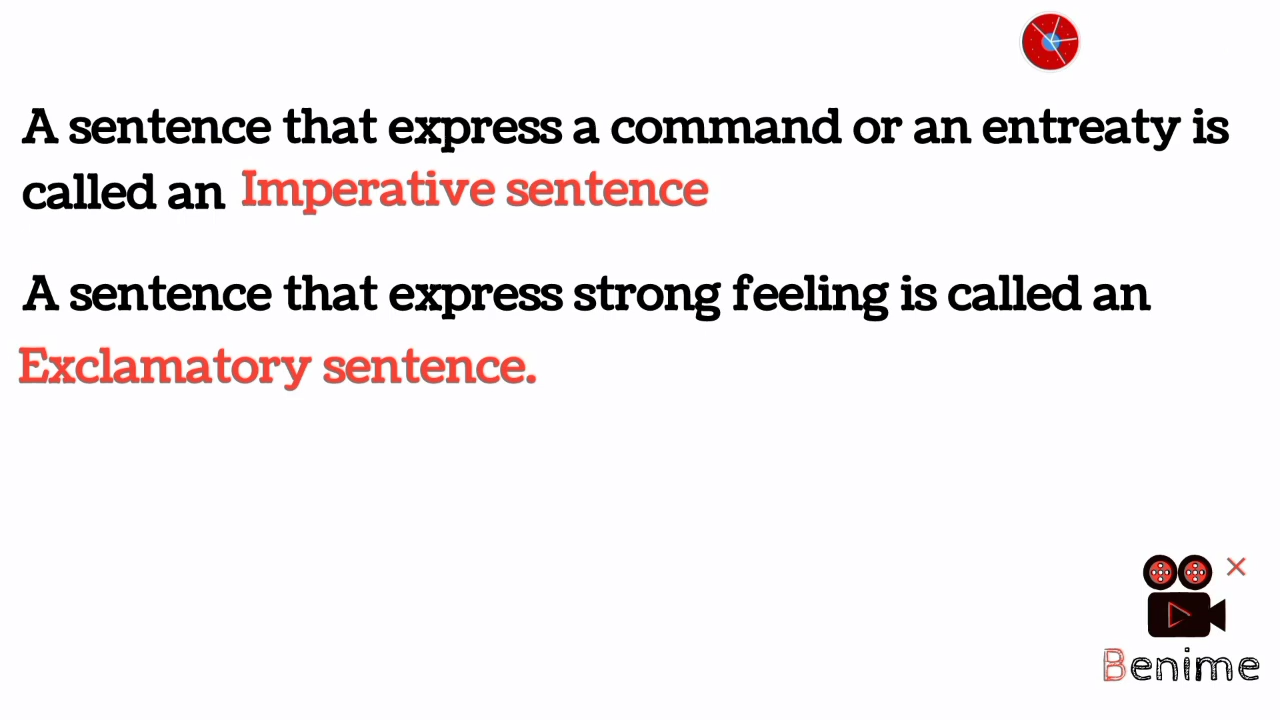 A sentence that express a command or an entreaty is
called an Imperative sentence
A sentence that express strong feeling is called an
Exclamatory sentence.
Benime